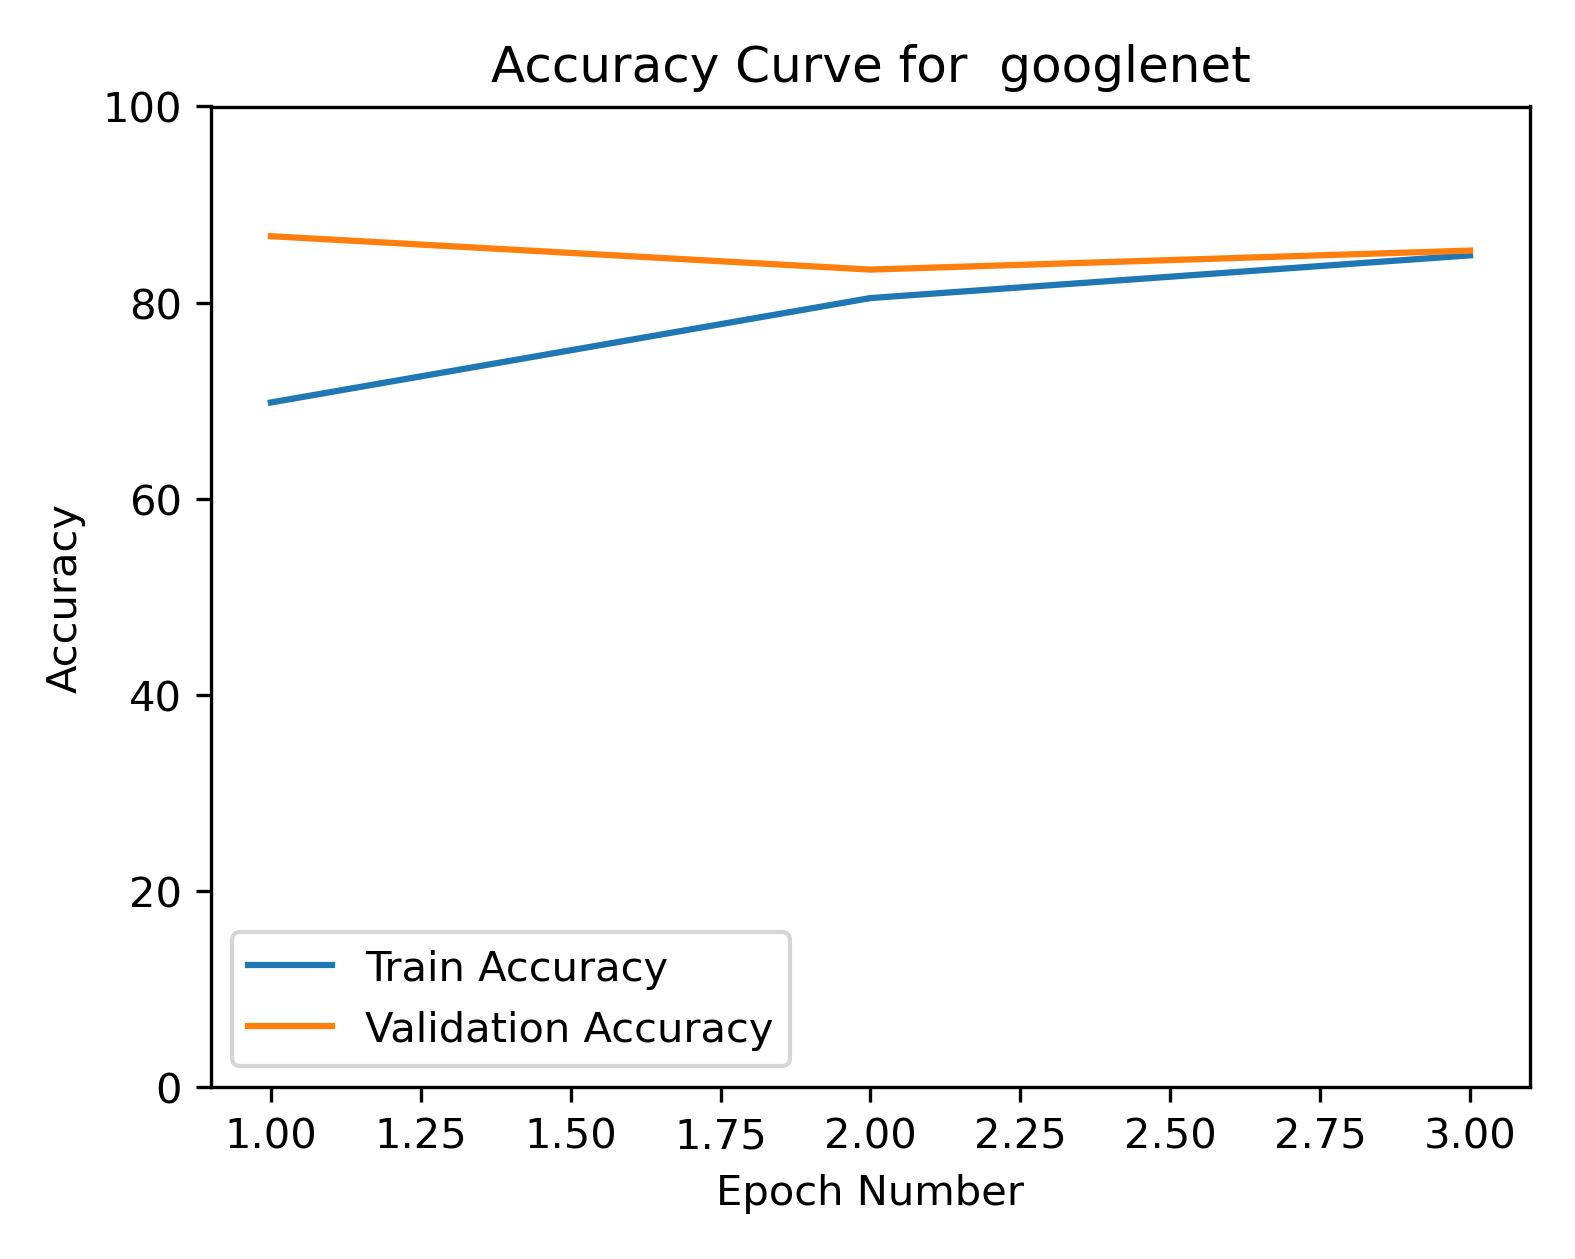 Accuracy Curve for  googlenet
100
80
60
40
20
0
Accuracy
Train Accuracy
Validation Accuracy
1.00 1.25 1.50 1.75 2.00 2.25 2.50 2.75 3.00
Epoch Number